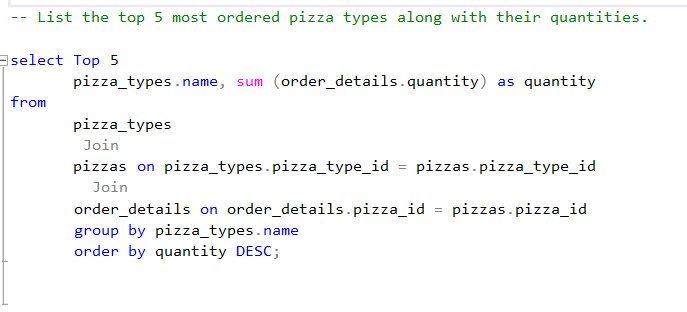 -- List the top 5 most ordered pizza types along with their quantities.
select Top 5
pizza_types.name, sum (order_details.quantity) as quantity
from
pizza_types
Join
pizzas on pizza_types.pizza_type_id = pizzas.pizza_type_id
Join
order_details on order_details.pizza_id = pizzas.pizza_id
group by pizza_types.name
order by quantity DESC;